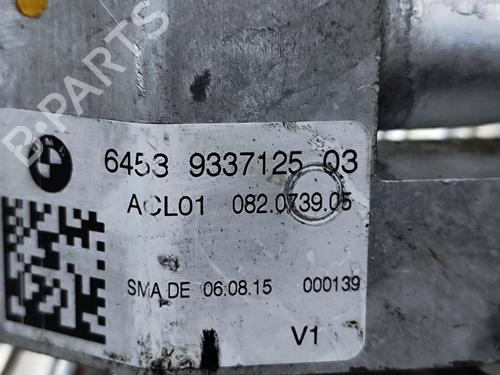 B-PARTS
6453 9337125 03
ACL01 082.0739.05
SMA DE 06.08.15 000139
V1